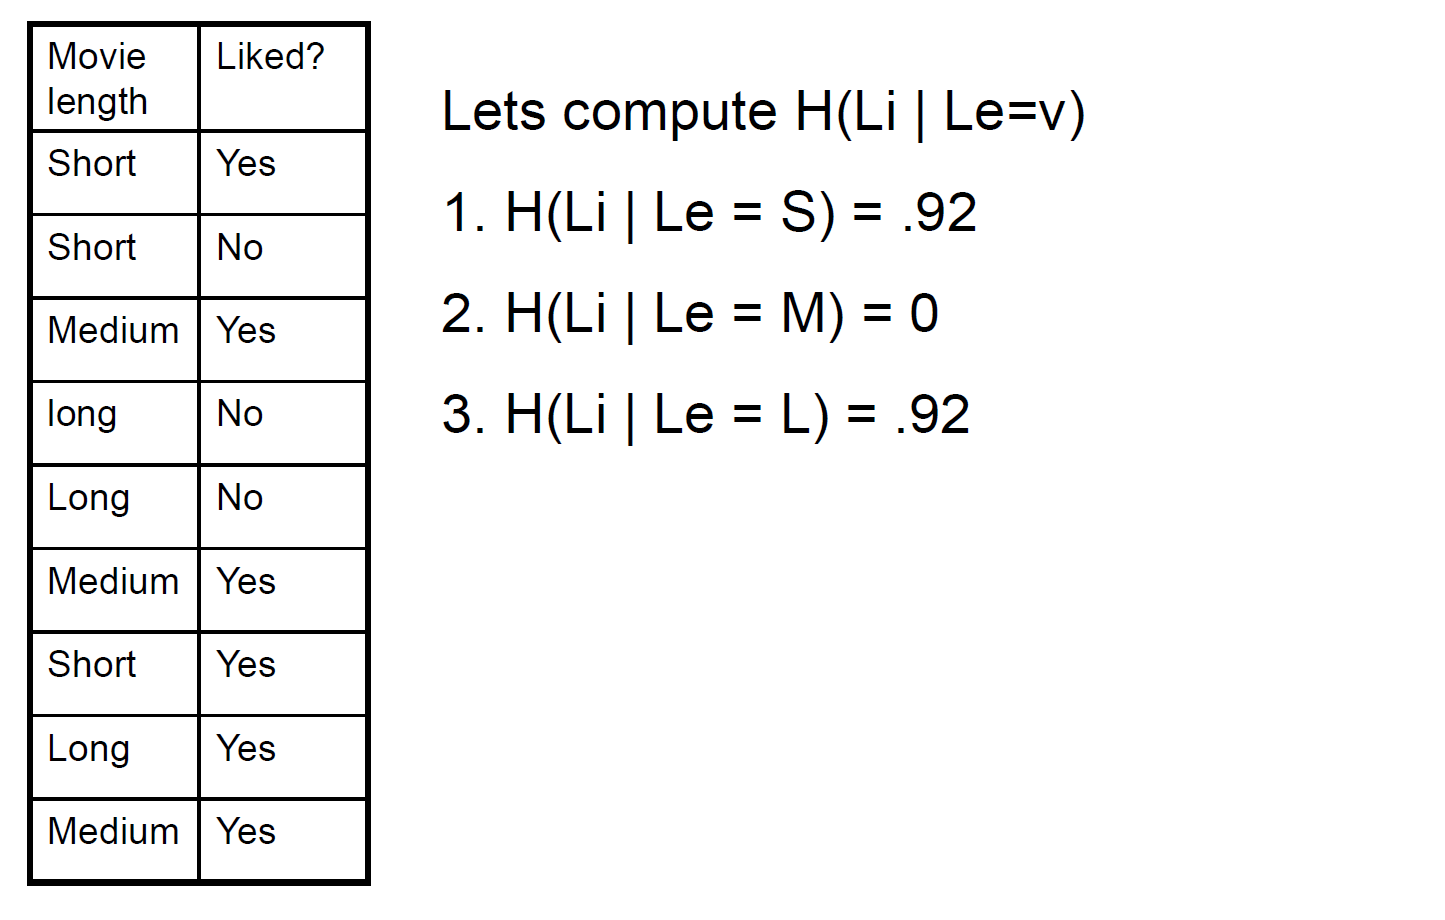 Movie length Liked?
Short Yes
Short No
Medium Yes
long No
Long No
Medium Yes
Short Yes
Long Yes
Medium Yes
Lets compute H(Li | Le=v)
1. H(Li | Le = S) = .92
2. H(Li | Le = M) = 0
3. H(Li | Le = L) = .92